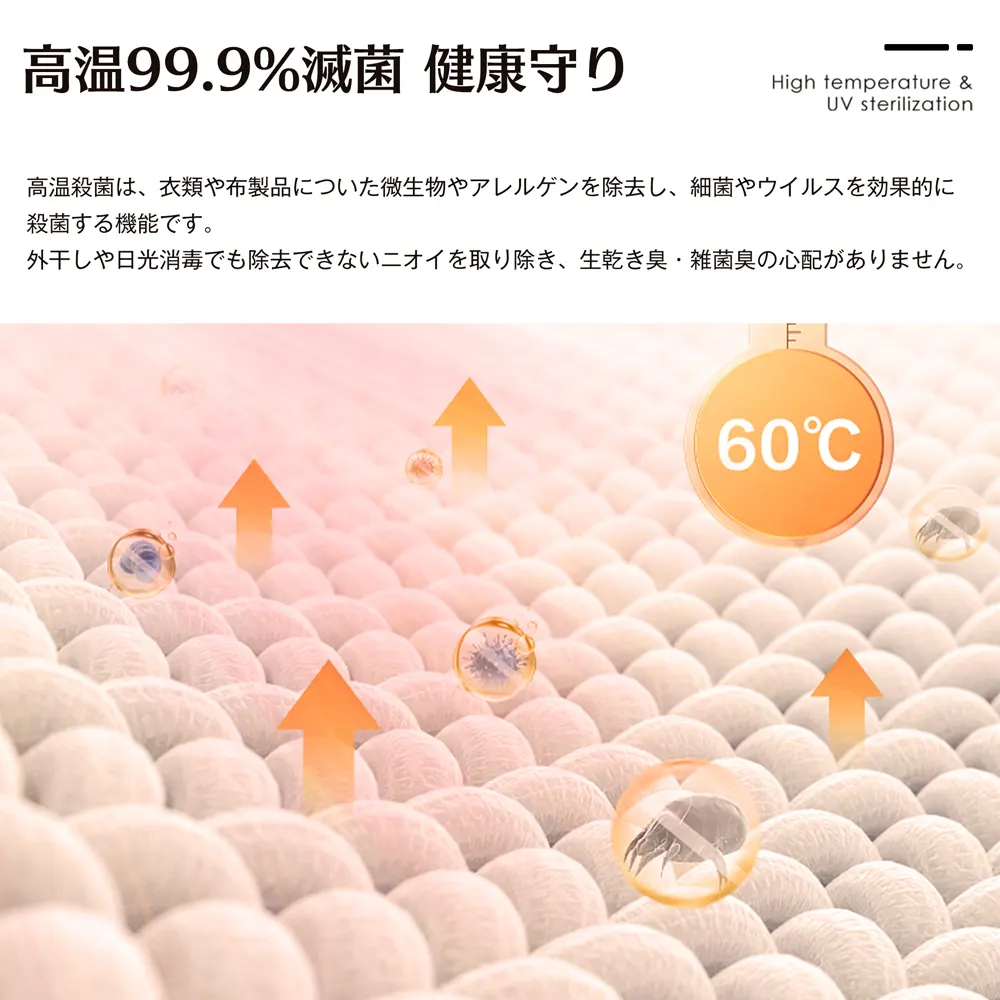 高温99.9%滅菌 健康守り
High temperature &
UV sterilization
高温殺菌は、衣類や布製品についた微生物やアレルゲンを除去し、細菌やウイルスを効果的に
殺菌する機能です。
外干しや日光消毒でも除去できないニオイを取り除き、生乾き臭・雑菌臭の心配がありません。
60℃